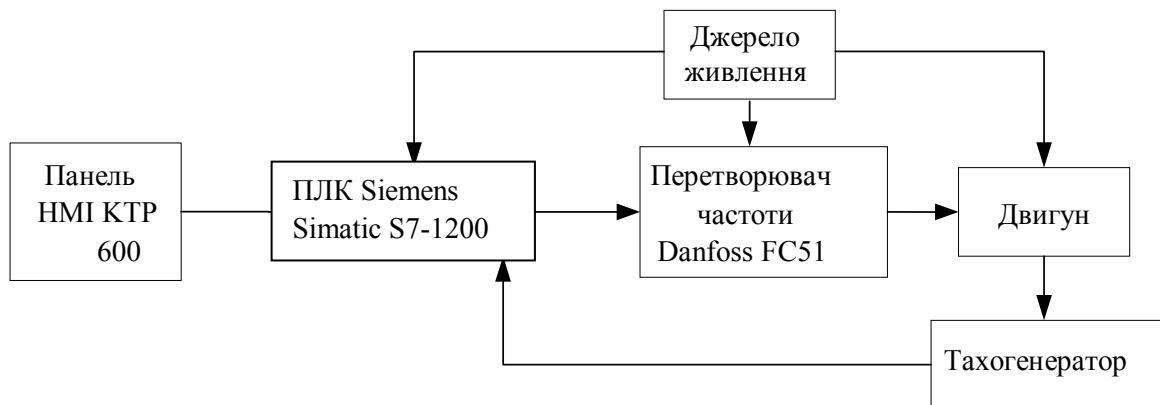 Джерело
живлення
Панель
HMI KTP
600
ПЛК Siemens
Simatic S7-1200
Перетворювач
частоти
Danfoss FC51
Двигун
Тахогенератор